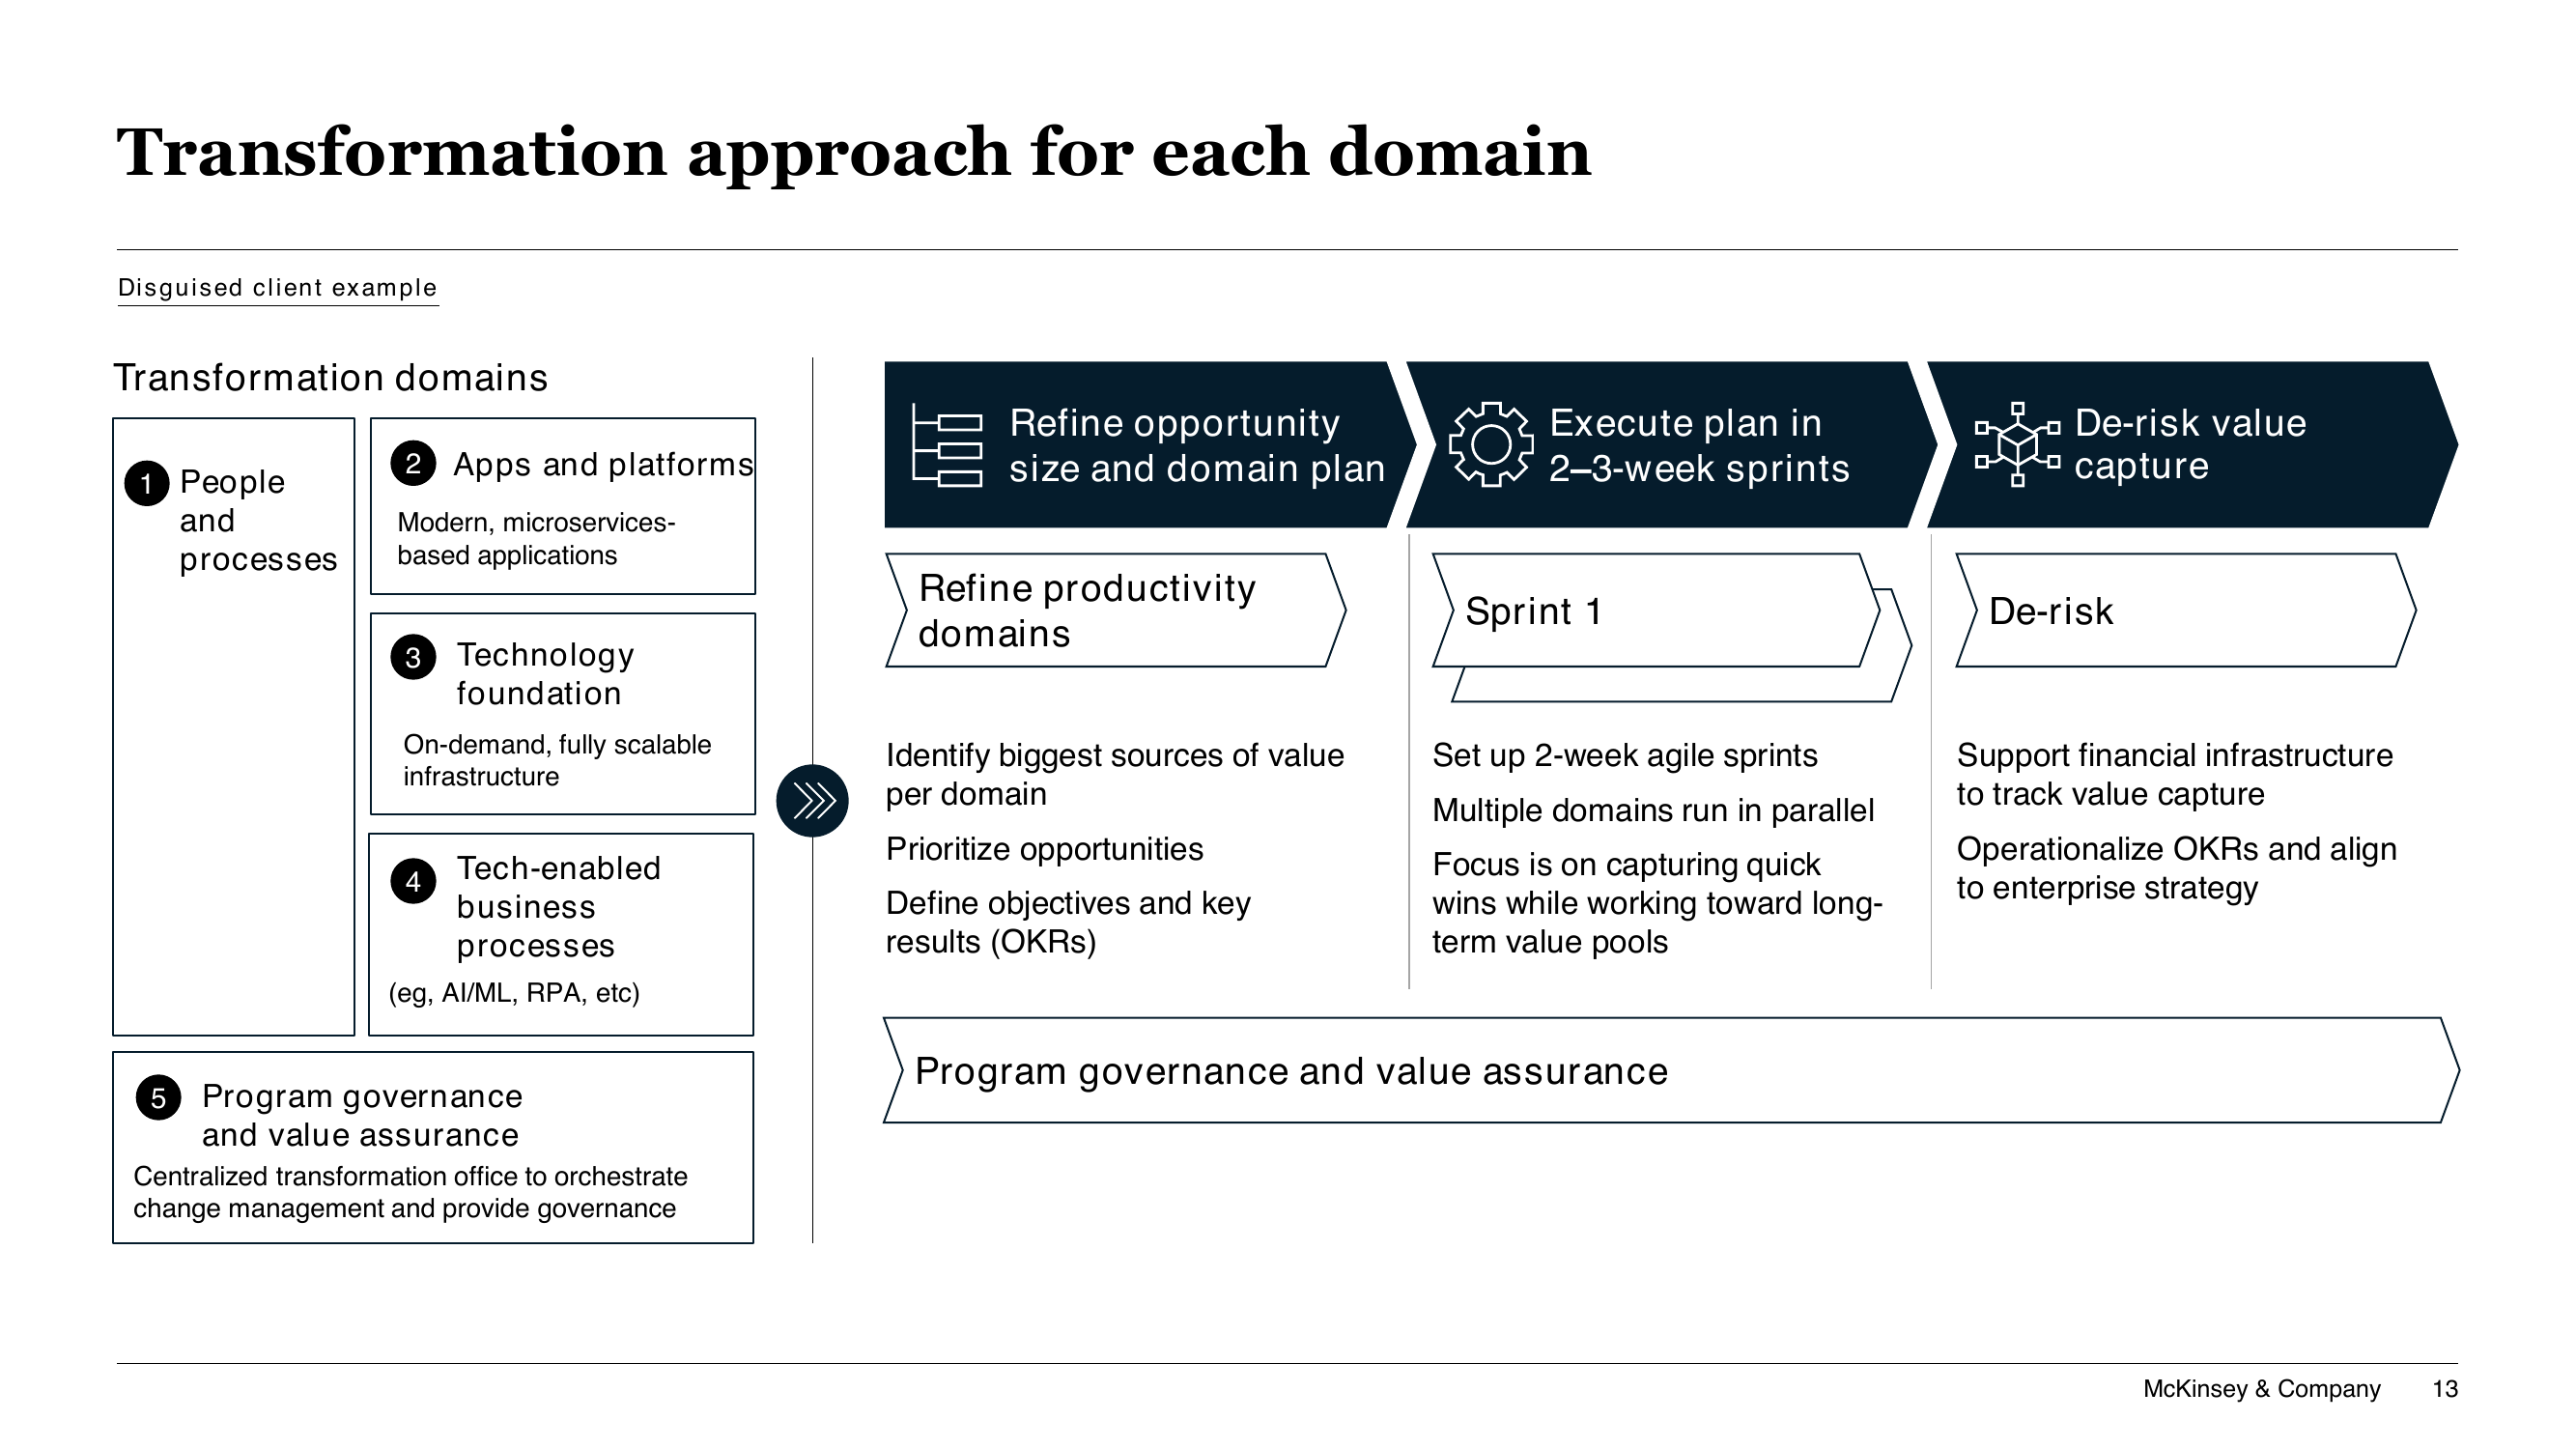 Transformation approach for each domain
Disguised client example
Transformation domains
1 People
and
processes
2 Apps and platforms
Modern, microservices-
based applications
3 Technology
foundation
On-demand, fully scalable
infrastructure
4 Tech-enabled
business
processes
(eg, AI/ML, RPA, etc)
5 Program governance
and value assurance
Centralized transformation office to orchestrate
change management and provide governance
Refine opportunity
size and domain plan
Refine productivity
domains
Identify biggest sources of value
per domain
Prioritize opportunities
Define objectives and key
results (OKRs)
Execute plan in
2–3-week sprints
Sprint 1
Set up 2-week agile sprints
Multiple domains run in parallel
Focus is on capturing quick
wins while working toward long-
term value pools
De-risk value
capture
De-risk
Support financial infrastructure
to track value capture
Operationalize OKRs and align
to enterprise strategy
Program governance and value assurance
McKinsey & Company 13